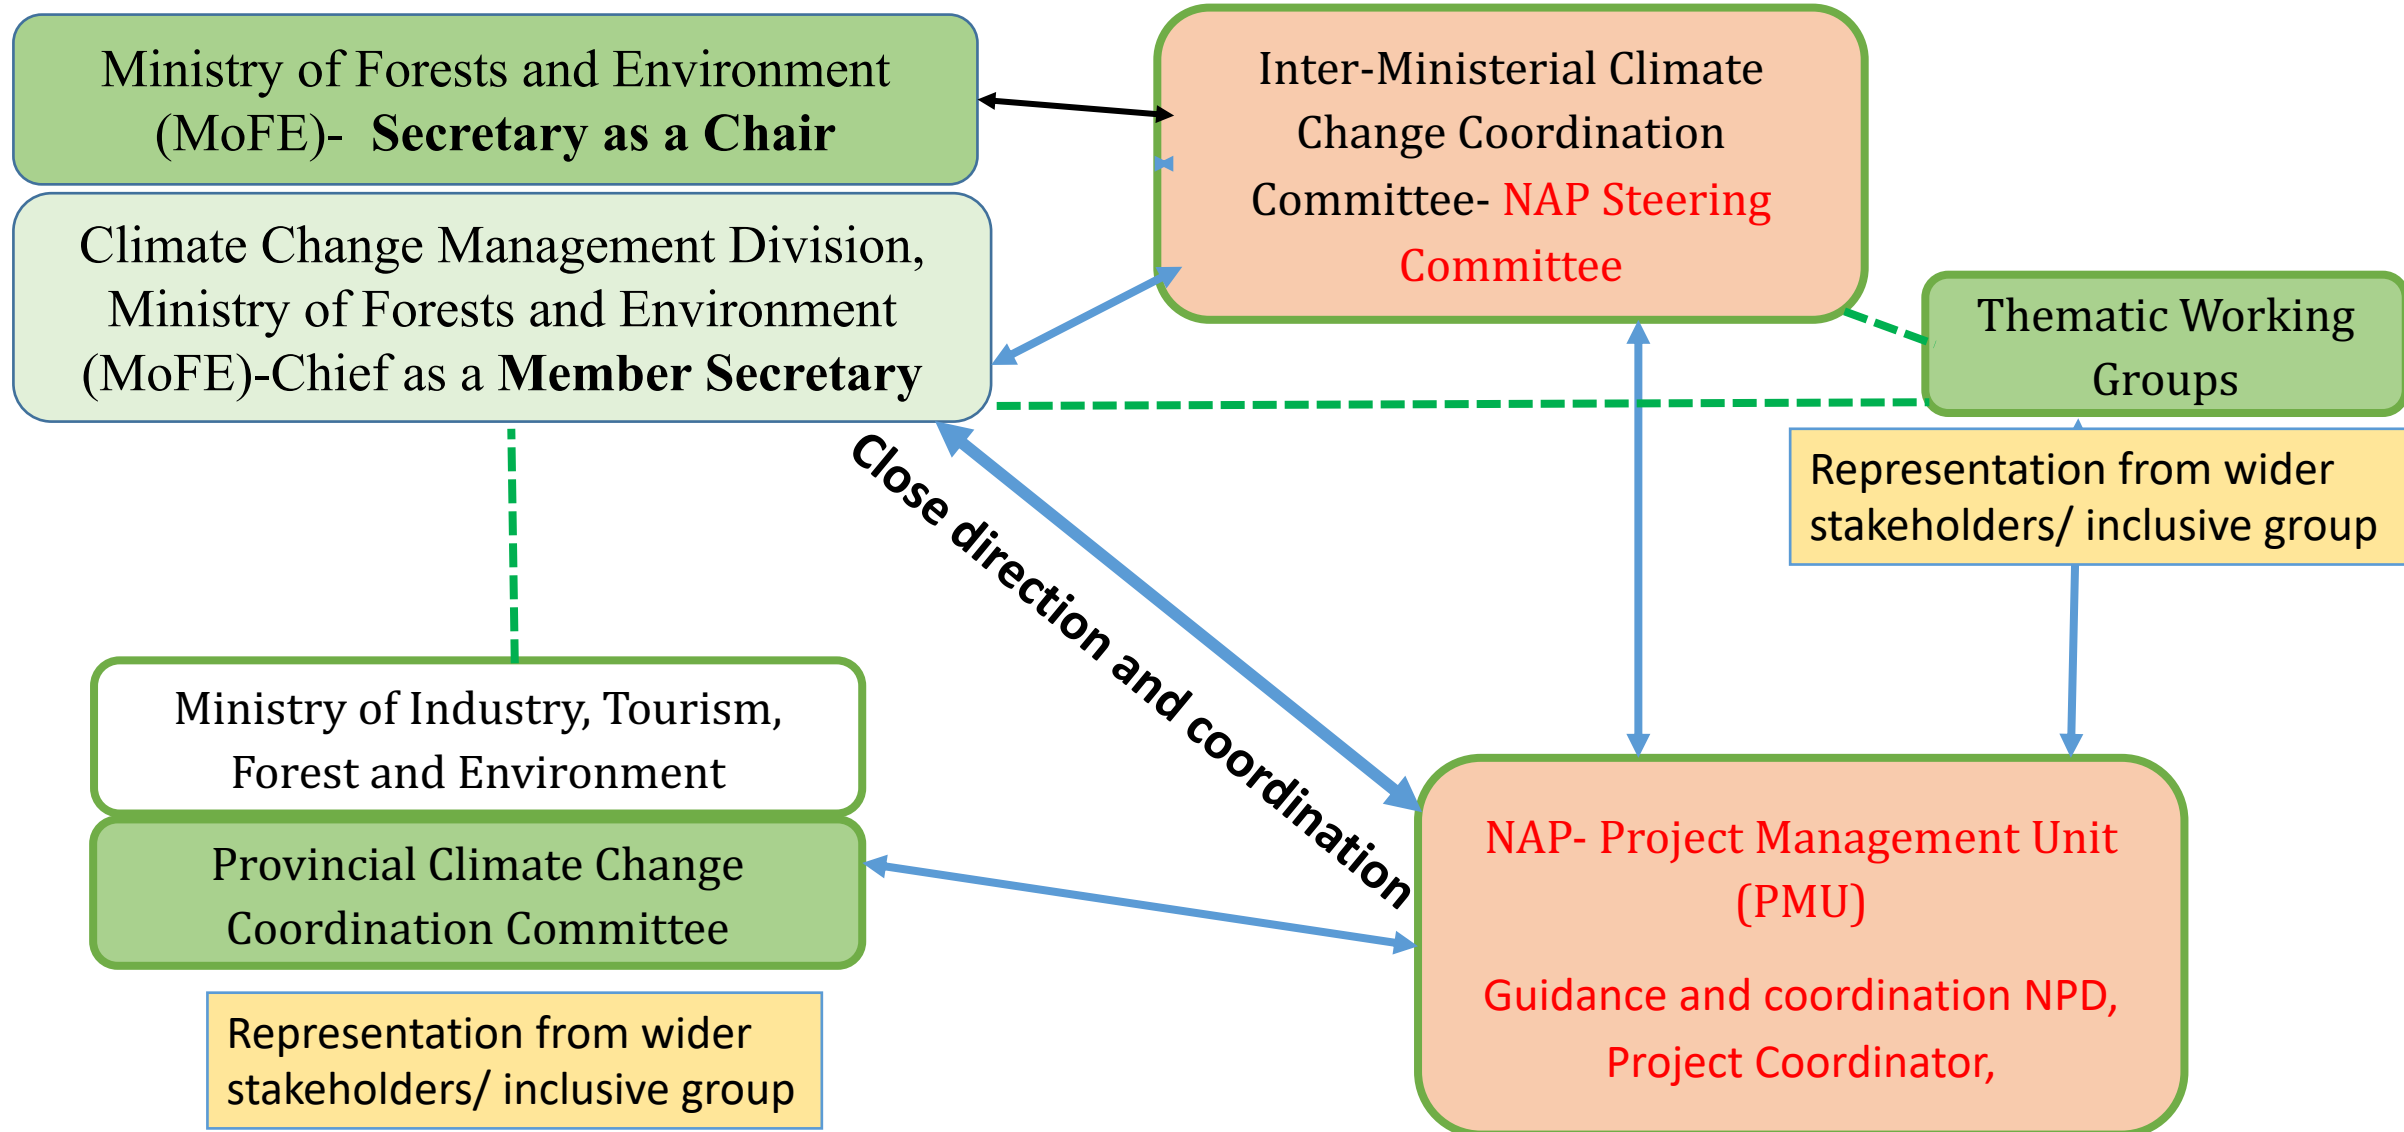 Ministry of Forests and Environment
(MoFE)- Secretary as a Chair
Inter-Ministerial Climate
Change Coordination
Committee- NAP Steering
Committee
Climate Change Management Division,
Ministry of Forests and Environment
(MoFE)-Chief as a Member Secretary
Thematic Working
Groups
Representation from wider
stakeholders/ inclusive group
Close direction and coordination
Ministry of Industry, Tourism,
Forest and Environment
Provincial Climate Change
Coordination Committee
Representation from wider
stakeholders/ inclusive group
NAP- Project Management Unit
(PMU)
Guidance and coordination NPD,
Project Coordinator,